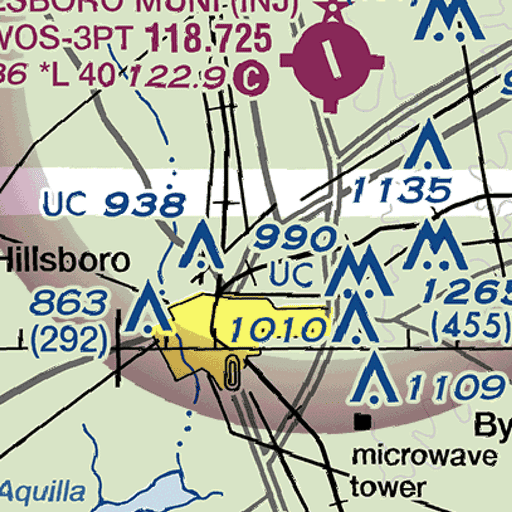 LSBORO MUNI (INJ)
WOS-3PT 118.725
86 *L 40 122.9 C
1135
UC 938
990
UC
Hillsboro
863
(292)
1265
(455)
1010
1109
By
microwave
tower
Aquilla